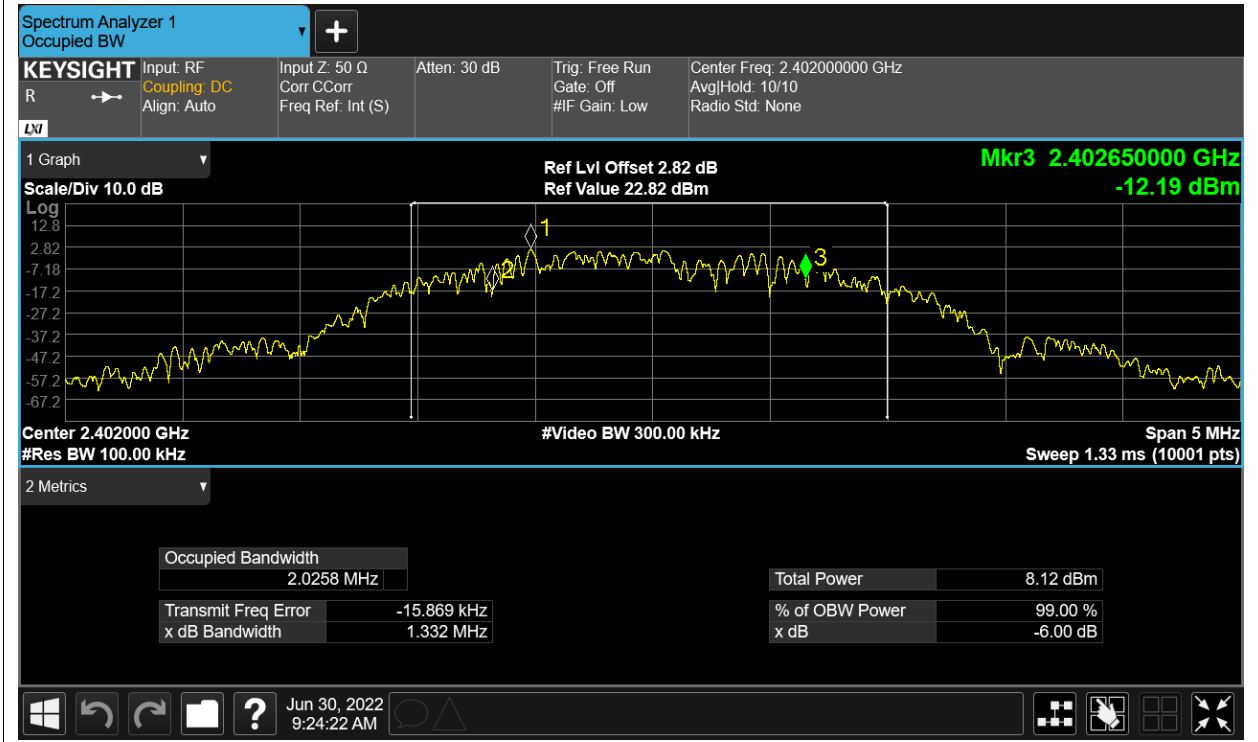 Spectrum Analyzer 1
Occupied BW
KEYSIGHT
R
LXI
Input: RF
Coupling: DC
Align: Auto
Input Z: 50 Ω
Corr CCorr
Freq Ref: Int (S)
Atten: 30 dB
Trig: Free Run
Gate: Off
#IF Gain: Low
Center Freq: 2.402000000 GHz
Avg|Hold: 10/10
Radio Std: None
1 Graph
Scale/Div 10.0 dB
Ref Lvl Offset 2.82 dB
Ref Value 22.82 dBm
Mkr3 2.402650000 GHz
-12.19 dBm
Log
12.8
2.82
-7.18
-17.2
-27.2
-37.2
-47.2
-57.2
-67.2
1
2
3
Center 2.402000 GHz
#Res BW 100.00 kHz
#Video BW 300.00 kHz
Span 5 MHz
Sweep 1.33 ms (10001 pts)
2 Metrics
Occupied Bandwidth
2.0258 MHz
Transmit Freq Error -15.869 kHz
x dB Bandwidth 1.332 MHz
Total Power 8.12 dBm
% of OBW Power 99.00 %
x dB -6.00 dB
?
Jun 30, 2022
9:24:22 AM